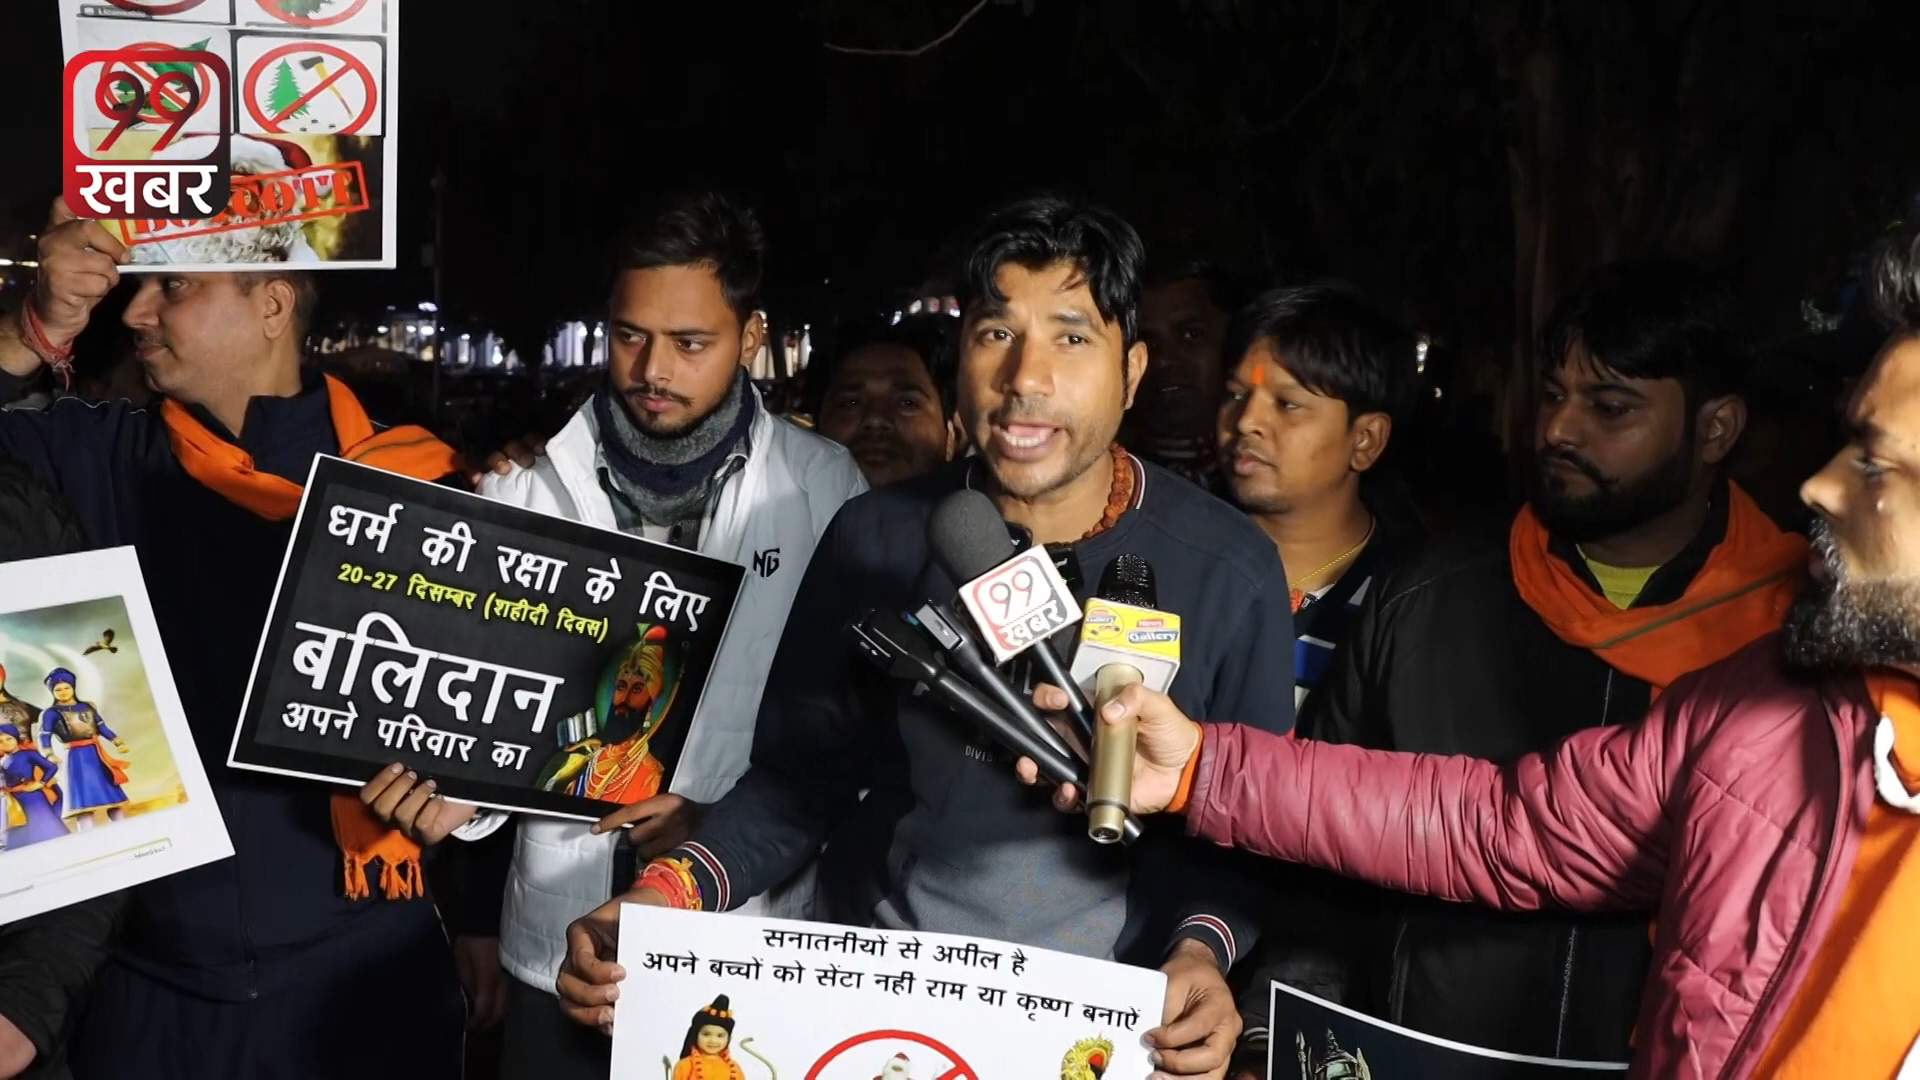 99
खबर
BOYCOTT
धर्म की रक्षा के लिए
20-27 दिसम्बर (शहीदी दिवस)
बलिदान
अपने परिवार का
NG
99
खबर
Gallery
सनातनीयों से अपील है
अपने बच्चों को सेंटा नही राम या कृष्ण बनाऐं